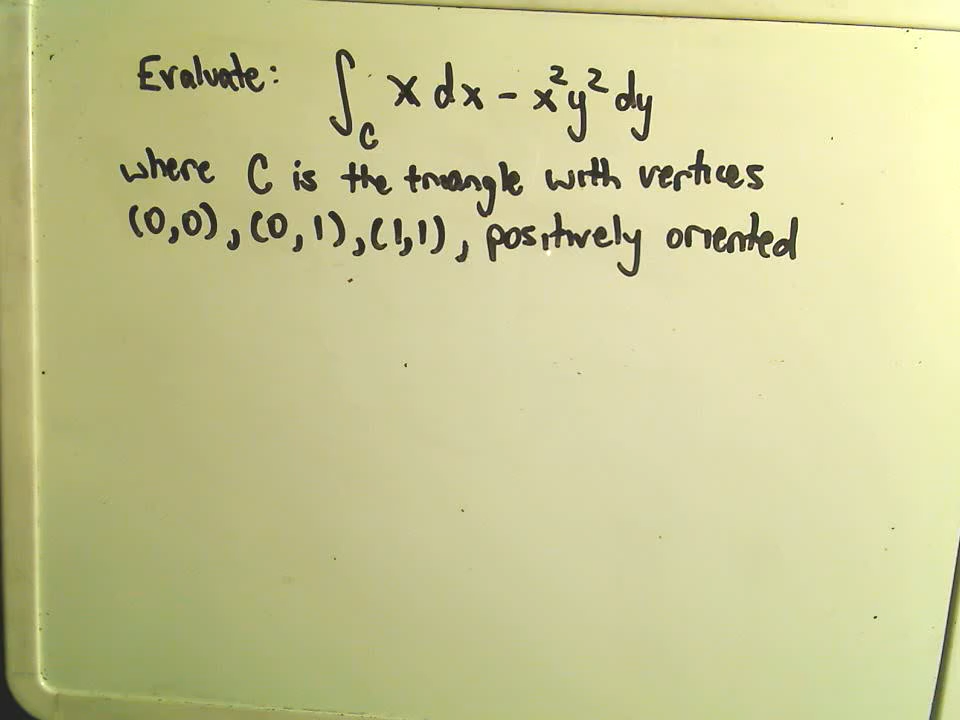 Evaluate: ∫_C x dx - x²y² dy
where C is the triangle with vertices
(0,0), (0,1), (1,1), positively oriented